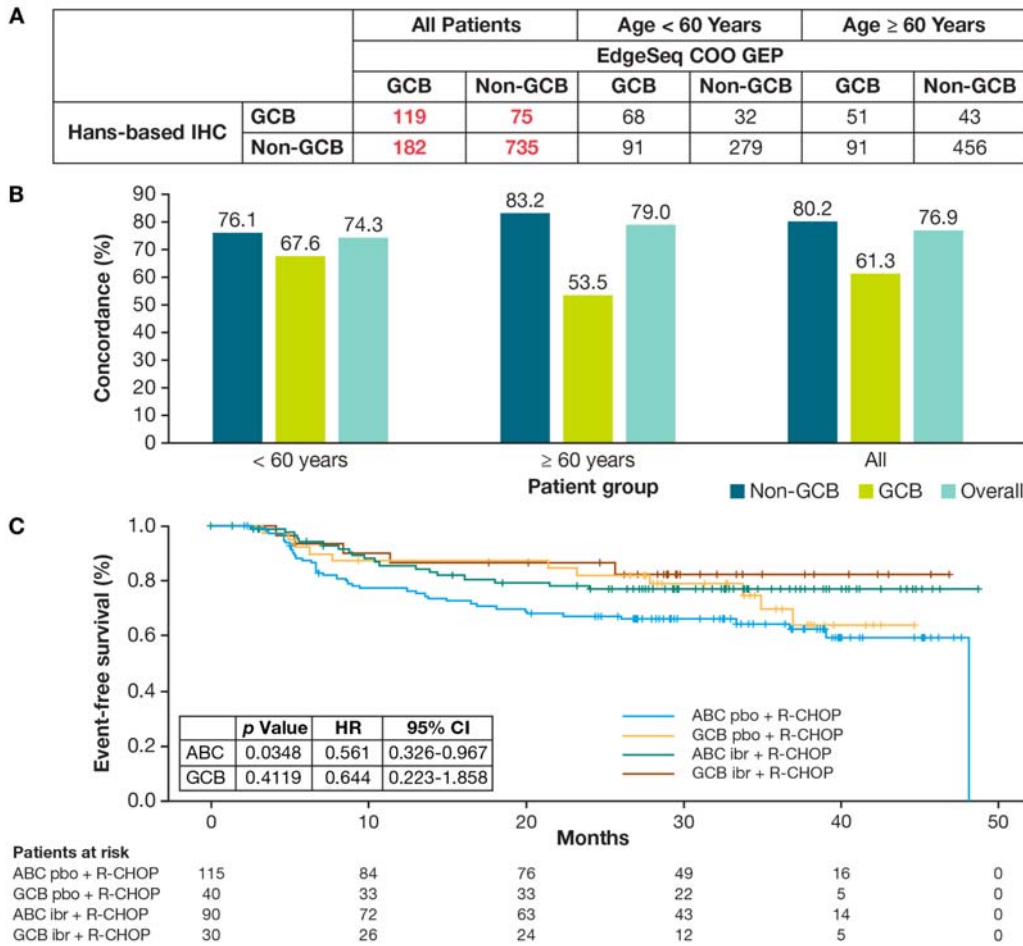 A
All Patients Age < 60 Years Age ≥ 60 Years
EdgeSeq COO GEP
GCB Non-GCB GCB Non-GCB GCB Non-GCB
Hans-based IHC GCB 119 75 68 32 51 43
Non-GCB 182 735 91 279 91 456
B
Concordance (%)
90
80
70
60
50
40
30
20
10
0
76.1 67.6 74.3
83.2 53.5 79.0
80.2 61.3 76.9
< 60 years ≥ 60 years All
Patient group
Non-GCB GCB Overall
C
Event-free survival (%)
1.0
0.8
0.6
0.4
0.2
0.0
p Value HR 95% CI
ABC 0.0348 0.561 0.326-0.967
GCB 0.4119 0.644 0.223-1.858
ABC pbo + R-CHOP
GCB pbo + R-CHOP
ABC ibr + R-CHOP
GCB ibr + R-CHOP
0 10 20 30 40 50
Months
Patients at risk
ABC pbo + R-CHOP 115 84 76 49 16 0
GCB pbo + R-CHOP 40 33 33 22 5 0
ABC ibr + R-CHOP 90 72 63 43 14 0
GCB ibr + R-CHOP 30 26 24 12 5 0